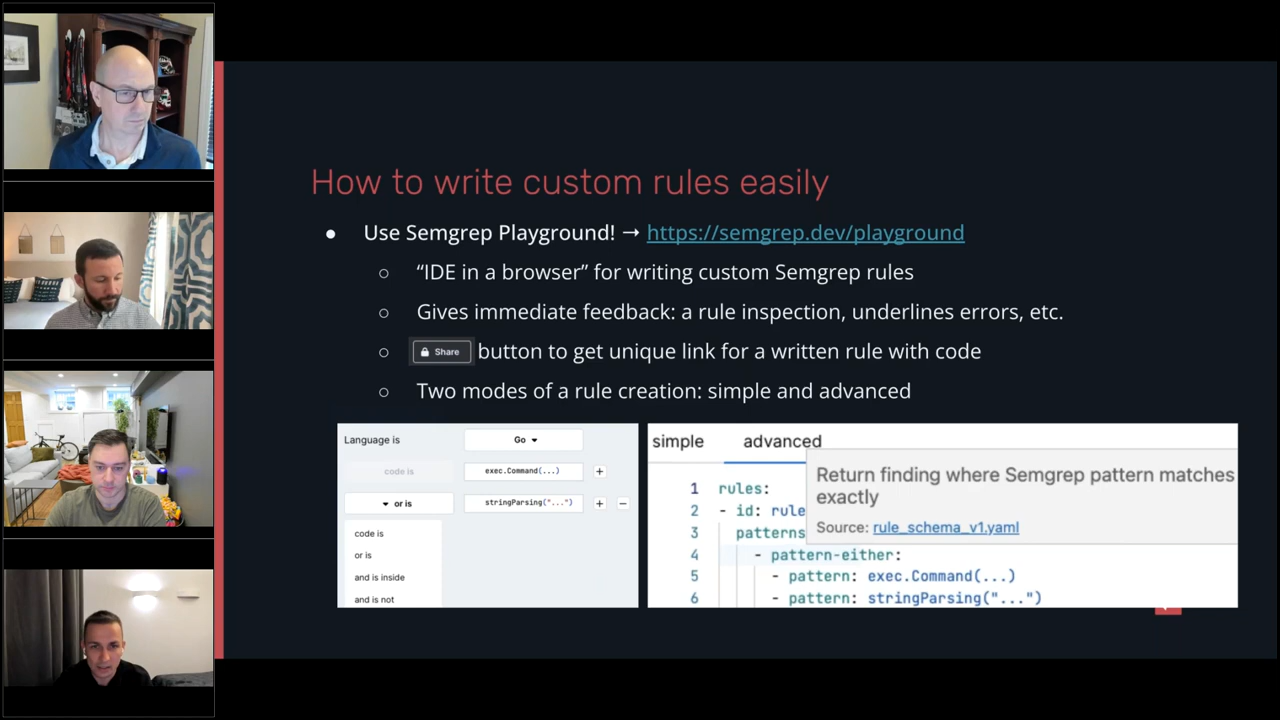 How to write custom rules easily
● Use Semgrep Playground! → https://semgrep.dev/playground
○ “IDE in a browser” for writing custom Semgrep rules
○ Gives immediate feedback: a rule inspection, underlines errors, etc.
○ Share button to get unique link for a written rule with code
○ Two modes of a rule creation: simple and advanced
Language is Go
code is exec.Command(...) +
or is stringParsing("...") + −
code is
or is
and is inside
and is not
simple advanced
Return finding where Semgrep pattern matches
exactly
Source: rule_schema_v1.yaml
1 rules:
2 - id: rule
3 patterns
4 - pattern-either:
5 - pattern: exec.Command(...)
6 - pattern: stringParsing("...")